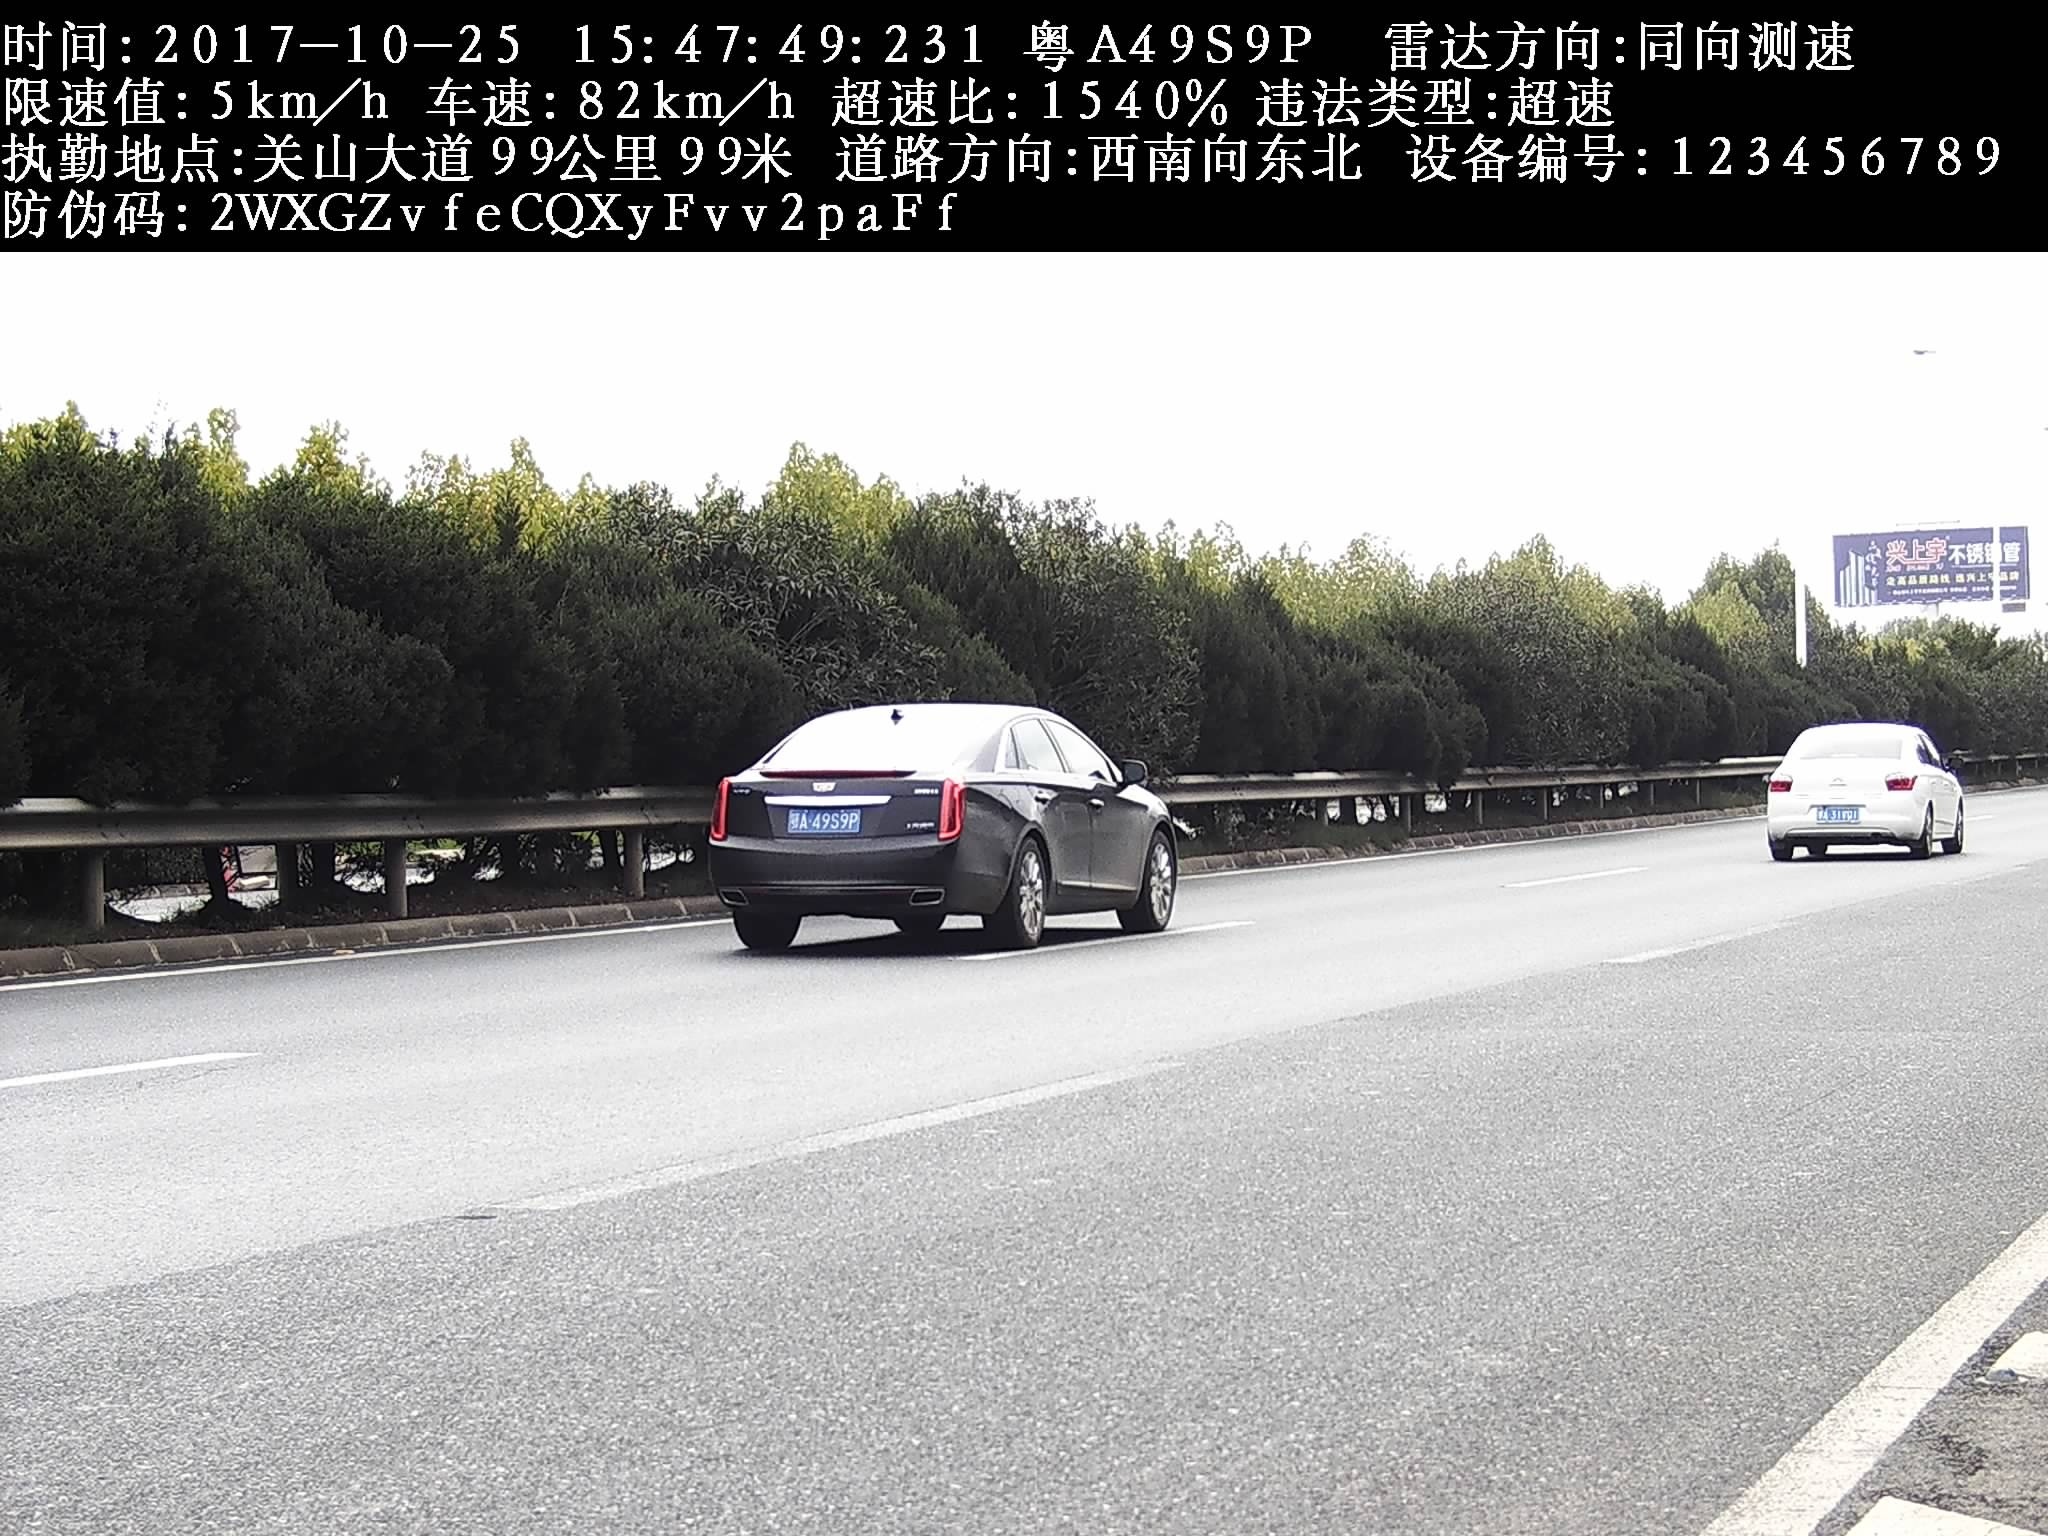 时间:2017-10-25 15:47:49:231 粤A49S9P 雷达方向:同向测速
限速值:5km/h 车速:82km/h 超速比:1540% 违法类型:超速
执勤地点:关山大道99公里99米 道路方向:西南向东北 设备编号:123456789
防伪码:2WXGZvfeCQXyFvv2paFf
兴上宇 不锈钢管
鄂A·49S9P